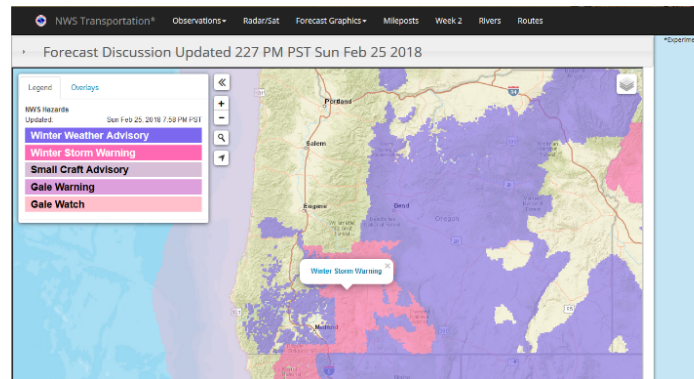 NWS Transportation* Observations Radar/Sat Forecast Graphics Mileposts Week 2 Rivers Routes
Forecast Discussion Updated 227 PM PST Sun Feb 25 2018
*Experime
Legend Overlays
NWS Hazards
Updated: Sun Feb 25, 2018 7:58 PM PST
Winter Weather Advisory
Winter Storm Warning
Small Craft Advisory
Gale Warning
Gale Watch
«
+
−
Portland
84
Salem
Eugene
Bend
Oregon
Winter Storm Warning ×
Medford